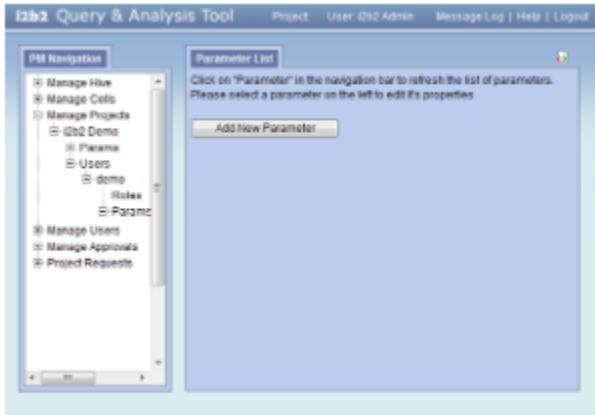 i2b2 Query & Analysis Tool Project: User: i2b2 Admin Message Log | Help | Logout
PM Navigation
Manage Hive
Manage Cells
Manage Projects
i2b2 Demo
Params
Users
demo
Roles
Params
Manage Users
Manage Approvals
Project Requests
Parameter List
Click on "Parameter" in the navigation bar to refresh the list of parameters.
Please select a parameter on the left to edit it's properties
Add New Parameter